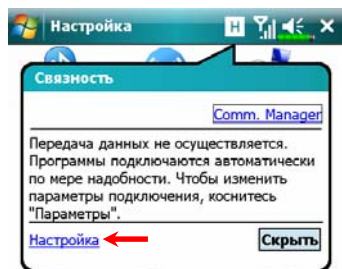 Настройка
H
Связность
Comm. Manager
Передача данных не осуществляется.
Программы подключаются автоматически
по мере надобности. Чтобы изменить
параметры подключения, коснитесь
"Параметры".
Настройка
Скрыть